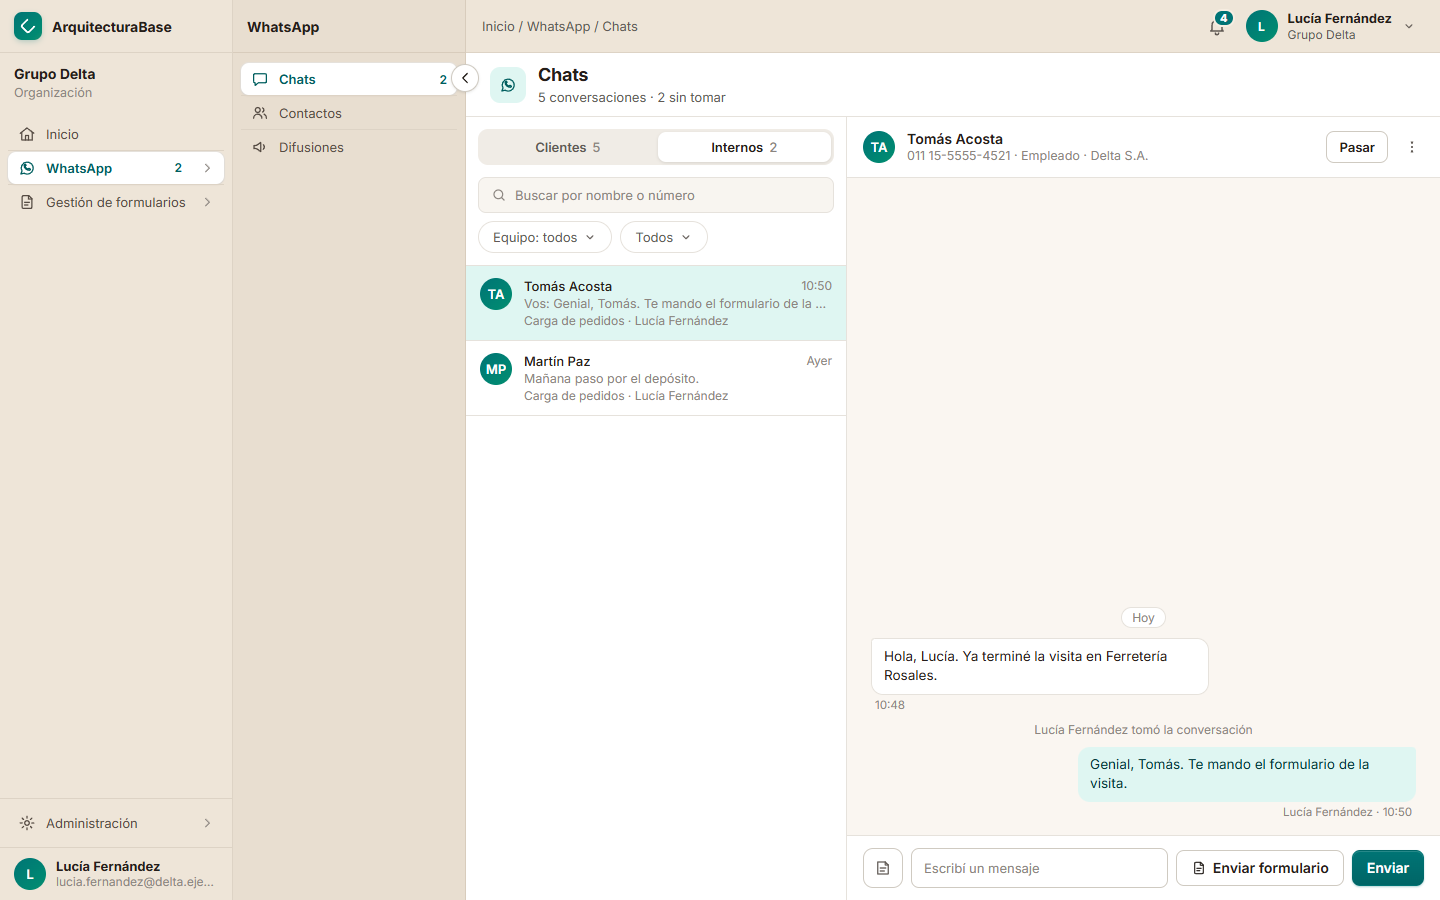 ArquitecturaBase
Grupo Delta
Organización
Inicio
WhatsApp 2
Gestión de formularios
Administración
L
Lucía Fernández
lucia.fernandez@delta.eje...
WhatsApp
Chats 2
Contactos
Difusiones
Inicio / WhatsApp / Chats
4
L
Lucía Fernández
Grupo Delta
Chats
5 conversaciones · 2 sin tomar
Clientes 5
Internos 2
Buscar por nombre o número
Equipo: todos
Todos
TA
Tomás Acosta 10:50
Vos: Genial, Tomás. Te mando el formulario de la ...
Carga de pedidos · Lucía Fernández
MP
Martín Paz Ayer
Mañana paso por el depósito.
Carga de pedidos · Lucía Fernández
TA
Tomás Acosta
011 15-5555-4521 · Empleado · Delta S.A.
Pasar
Hoy
Hola, Lucía. Ya terminé la visita en Ferretería
Rosales.
10:48
Lucía Fernández tomó la conversación
Genial, Tomás. Te mando el formulario de la
visita.
Lucía Fernández · 10:50
Escribí un mensaje
Enviar formulario
Enviar